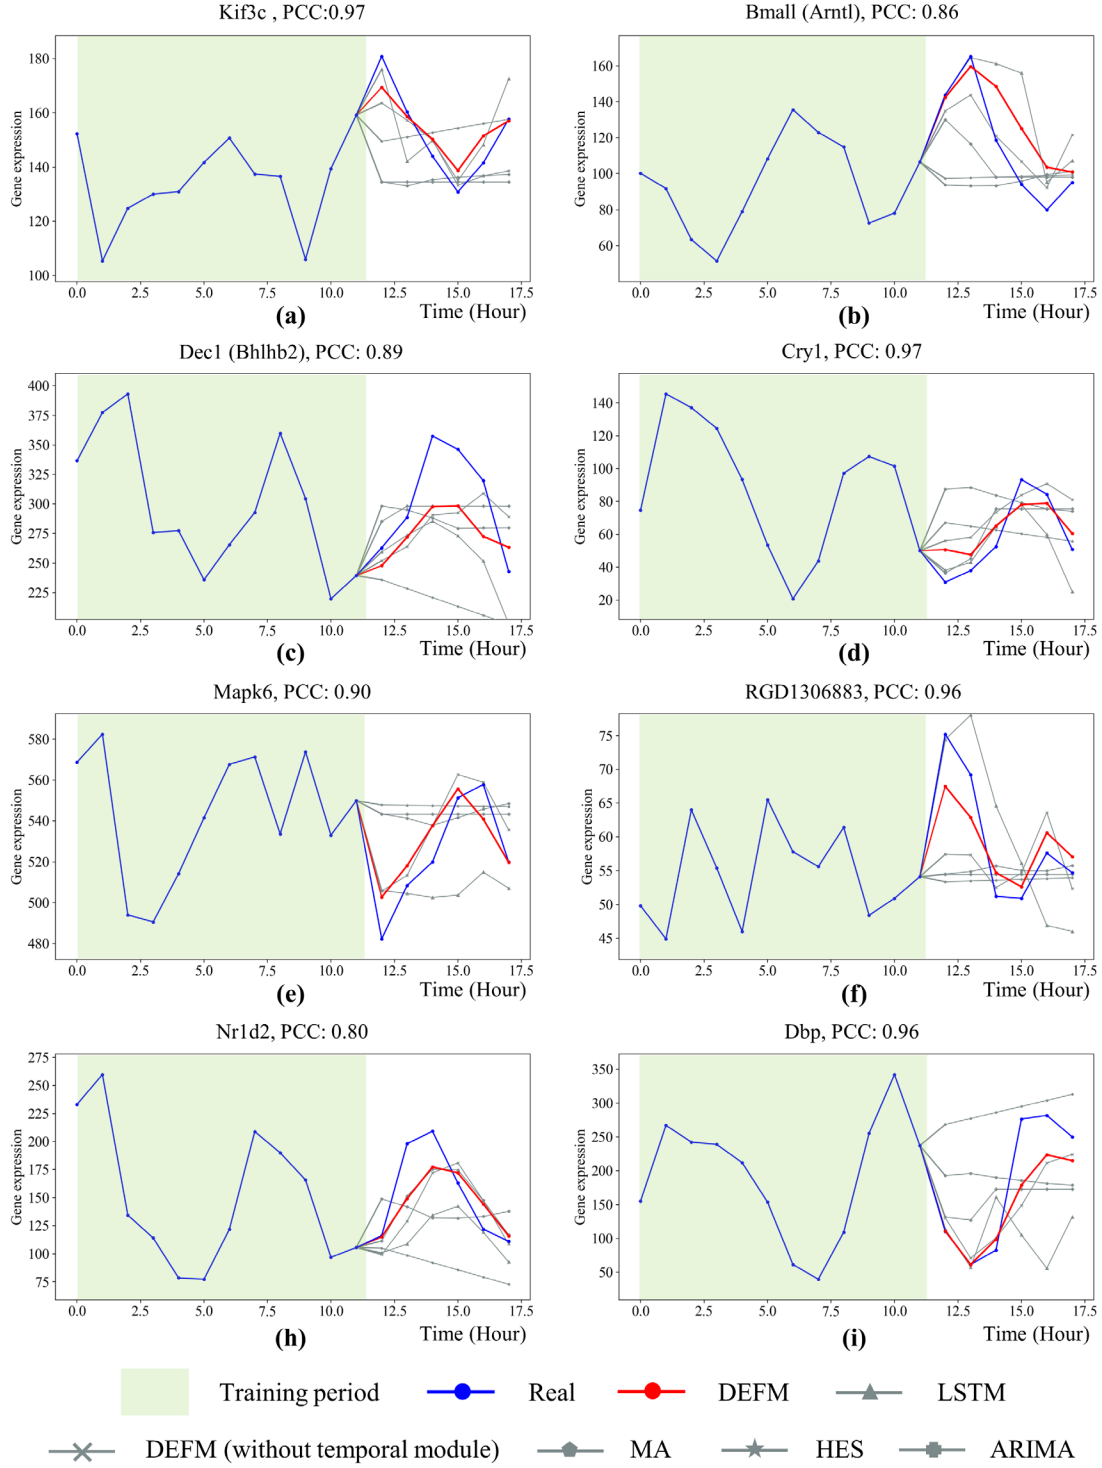 Kif3c , PCC:0.97
Gene expression
180
160
140
120
100
0.0 2.5 5.0 7.5 10.0 12.5 15.0 17.5
Time (Hour)
(a)
Bmall (Arntl), PCC: 0.86
Gene expression
160
140
120
100
80
60
0.0 2.5 5.0 7.5 10.0 12.5 15.0 17.5
Time (Hour)
(b)
Dec1 (Bhlhb2), PCC: 0.89
Gene expression
400
375
350
325
300
275
250
225
0.0 2.5 5.0 7.5 10.0 12.5 15.0 17.5
Time (Hour)
(c)
Cry1, PCC: 0.97
Gene expression
140
120
100
80
60
40
20
0.0 2.5 5.0 7.5 10.0 12.5 15.0 17.5
Time (Hour)
(d)
Mapk6, PCC: 0.90
Gene expression
580
560
540
520
500
480
0.0 2.5 5.0 7.5 10.0 12.5 15.0 17.5
Time (Hour)
(e)
RGD1306883, PCC: 0.96
Gene expression
75
70
65
60
55
50
45
0.0 2.5 5.0 7.5 10.0 12.5 15.0 17.5
Time (Hour)
(f)
Nr1d2, PCC: 0.80
Gene expression
275
250
225
200
175
150
125
100
75
0.0 2.5 5.0 7.5 10.0 12.5 15.0 17.5
Time (Hour)
(h)
Dbp, PCC: 0.96
Gene expression
350
300
250
200
150
100
50
0.0 2.5 5.0 7.5 10.0 12.5 15.0 17.5
Time (Hour)
(i)
Training period Real DEFM LSTM
DEFM (without temporal module) MA HES ARIMA